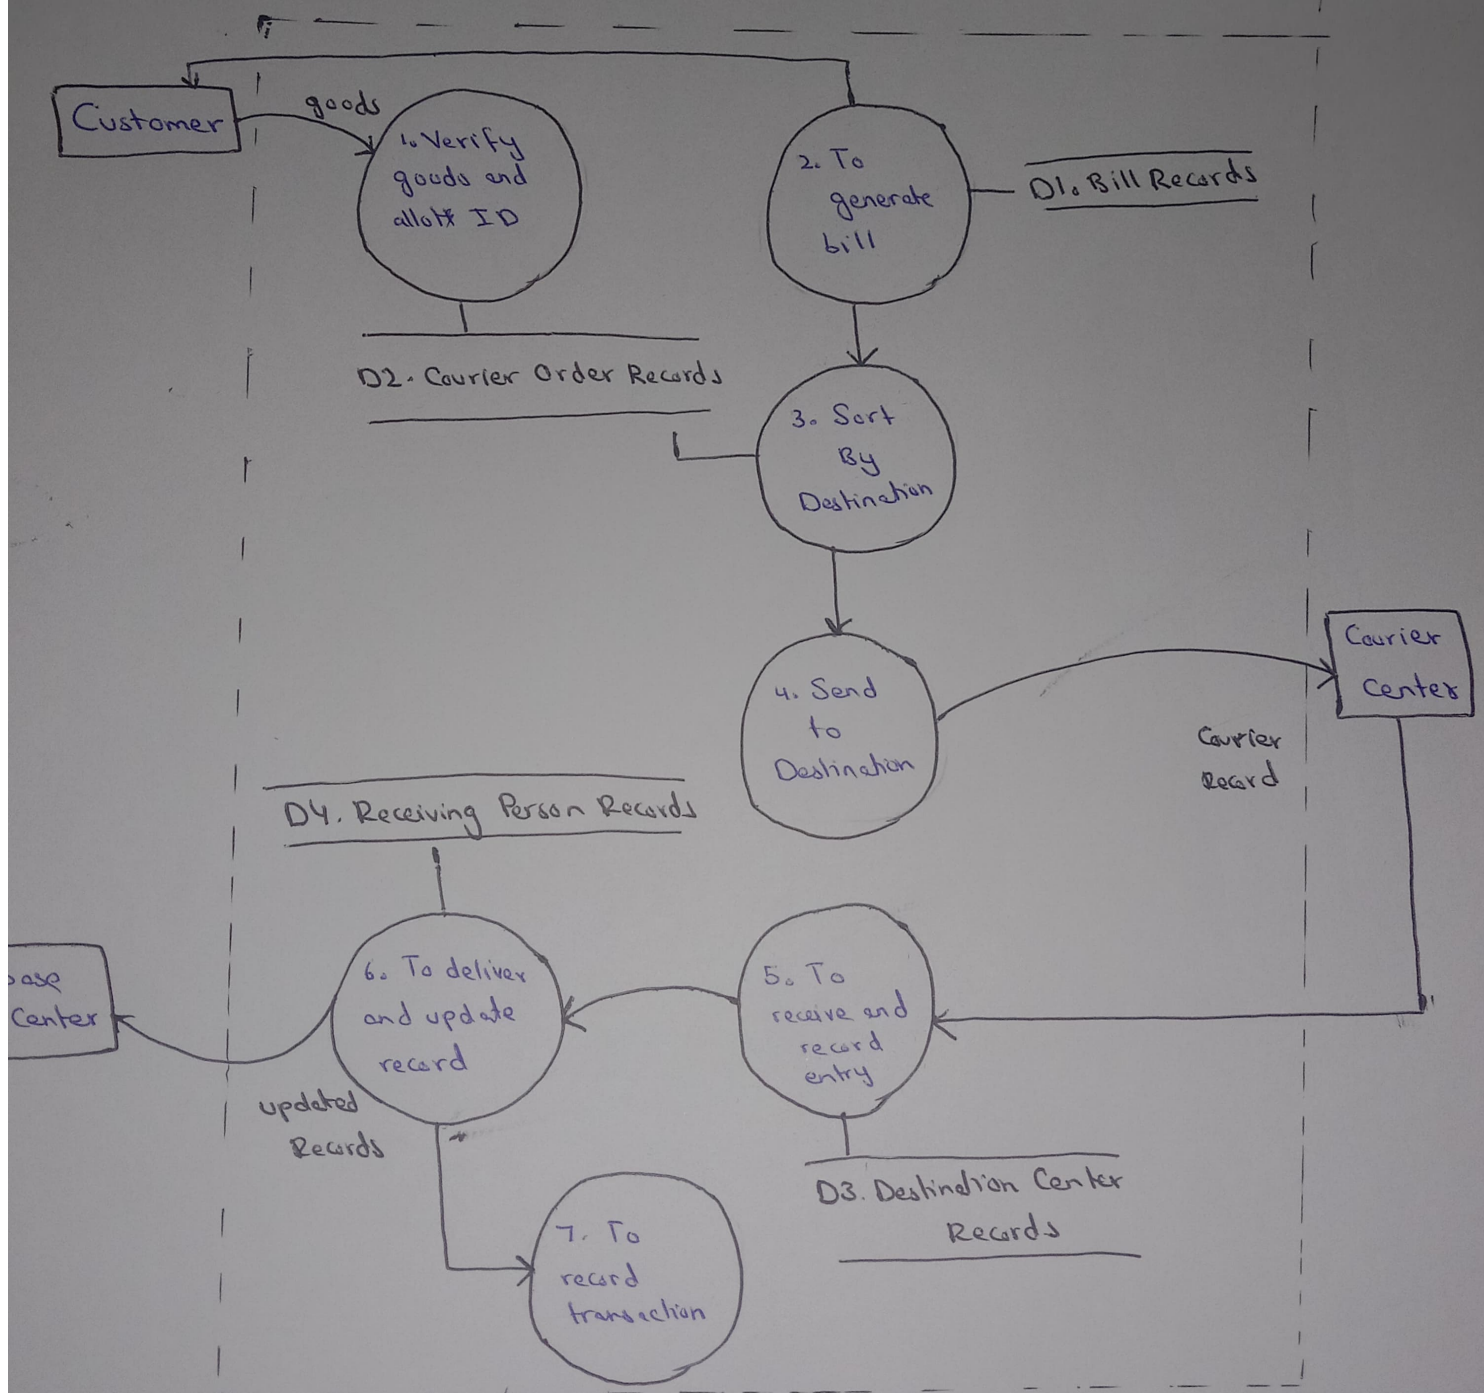 Customer
goods
1. Verify
goods and
allot ID
2. To
generate
bill
D1. Bill Records
D2. Courier Order Records
3. Sort
By
Destination
4. Send
to
Destination
Courier
Center
Courier
Record
D4. Receiving Person Records
base
Center
6. To deliver
and update
record
5. To
receive and
record
entry
updated
Records
D3. Destination Center
Records
7. To
record
transaction